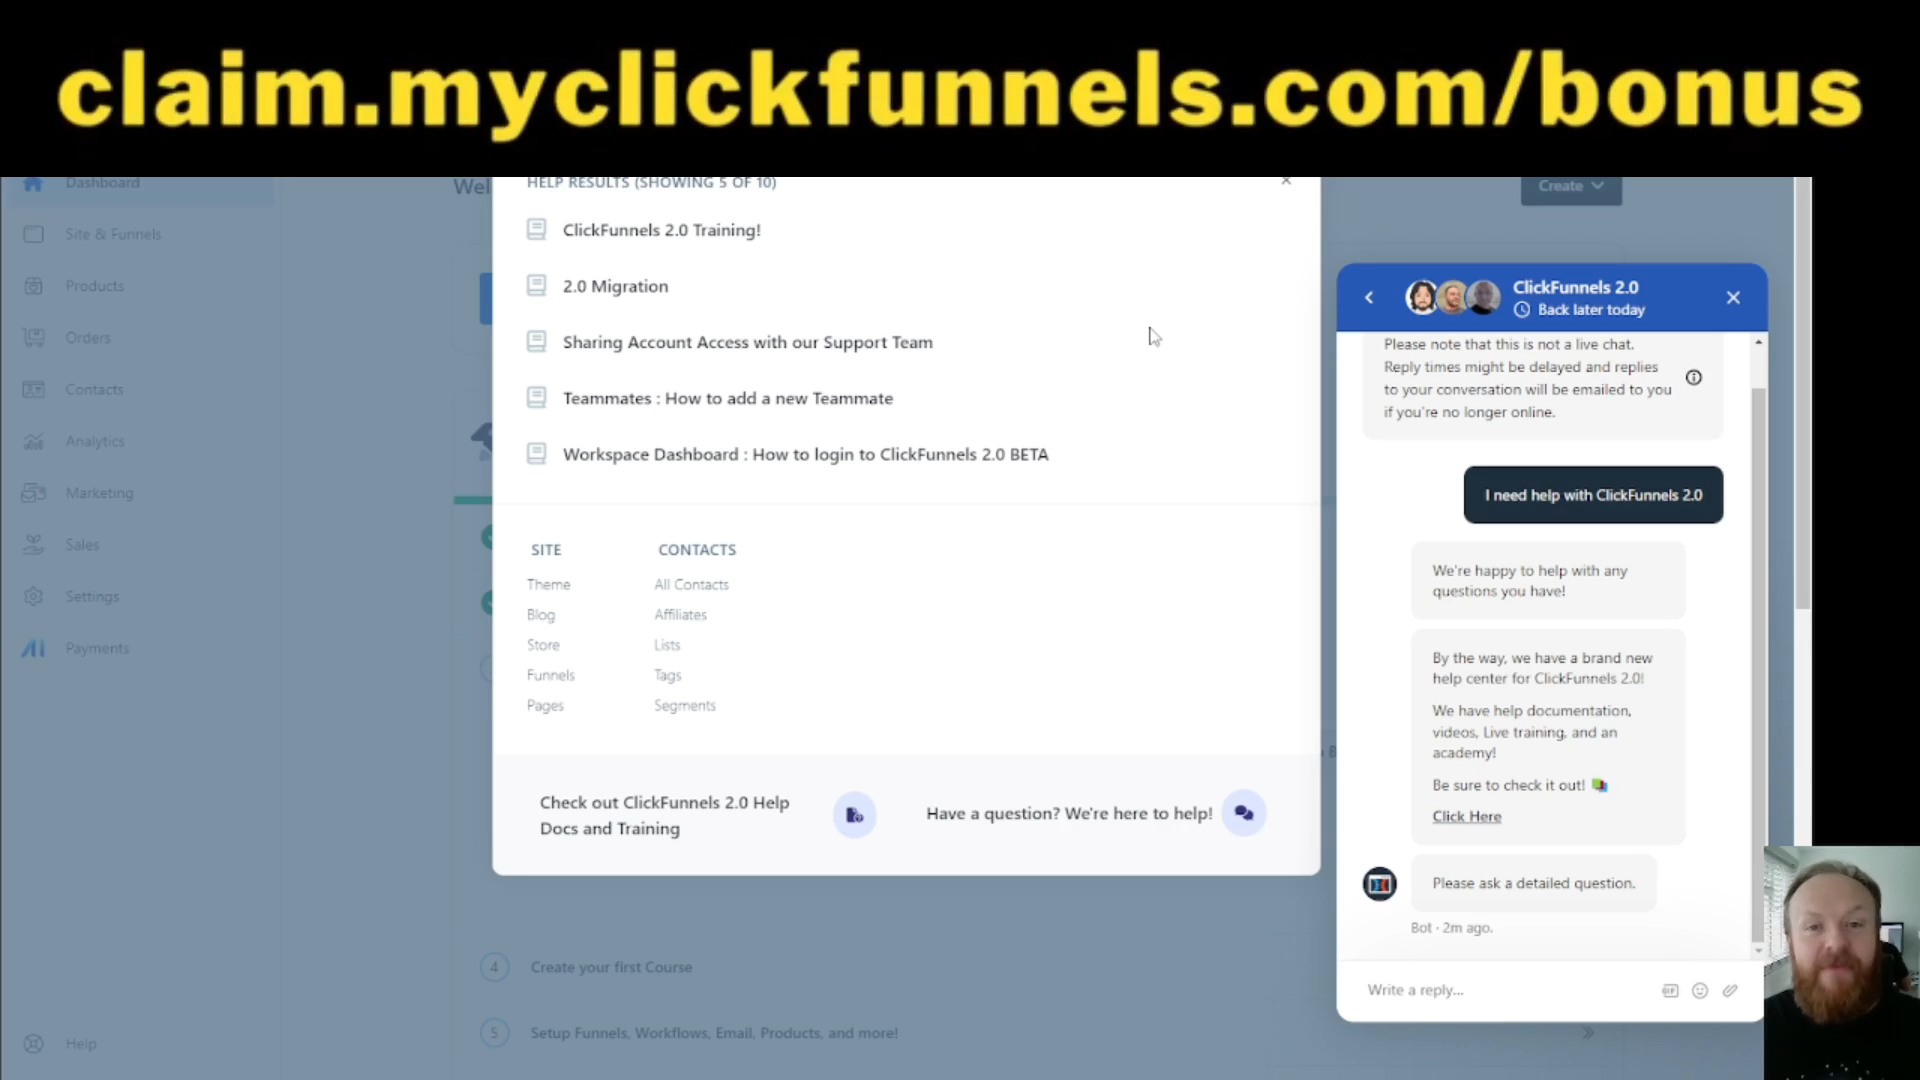 claim.myclickfunnels.com/bonus
Dashboard
Site & Funnels
Products
Orders
Contacts
Analytics
Marketing
Sales
Settings
Payments
Help
Wel
Create
HELP RESULTS (SHOWING 5 OF 10)
ClickFunnels 2.0 Training!
2.0 Migration
Sharing Account Access with our Support Team
Teammates : How to add a new Teammate
Workspace Dashboard : How to login to ClickFunnels 2.0 BETA
SITE
Theme
Blog
Store
Funnels
Pages
CONTACTS
All Contacts
Affiliates
Lists
Tags
Segments
Check out ClickFunnels 2.0 Help
Docs and Training
Have a question? We're here to help!
4
Create your first Course
5
Setup Funnels, Workflows, Email, Products, and more!
ClickFunnels 2.0
Back later today
Please note that this is not a live chat.
Reply times might be delayed and replies
to your conversation will be emailed to you
if you're no longer online.
I need help with ClickFunnels 2.0
We're happy to help with any
questions you have!
By the way, we have a brand new
help center for ClickFunnels 2.0!
We have help documentation,
videos, Live training, and an
academy!
Be sure to check it out!
Click Here
Please ask a detailed question.
Bot · 2m ago.
Write a reply...
GIF